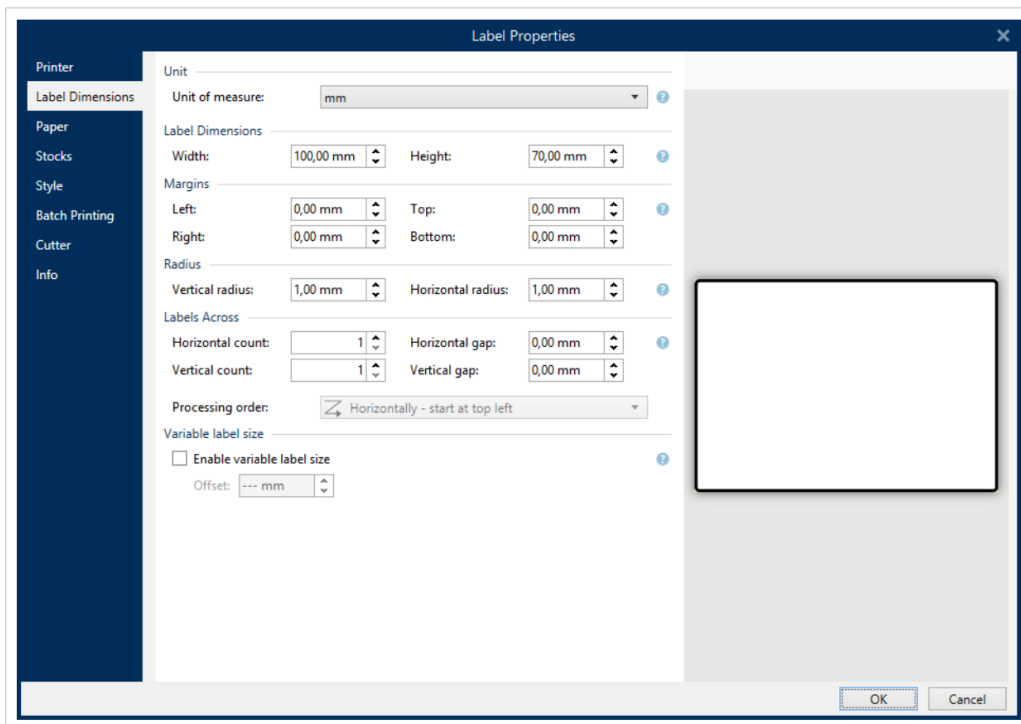 Label Properties
Printer
Label Dimensions
Paper
Stocks
Style
Batch Printing
Cutter
Info
Unit
Unit of measure: mm
Label Dimensions
Width: 100,00 mm Height: 70,00 mm
Margins
Left: 0,00 mm Top: 0,00 mm
Right: 0,00 mm Bottom: 0,00 mm
Radius
Vertical radius: 1,00 mm Horizontal radius: 1,00 mm
Labels Across
Horizontal count: 1 Horizontal gap: 0,00 mm
Vertical count: 1 Vertical gap: 0,00 mm
Processing order: Horizontally - start at top left
Variable label size
Enable variable label size
Offset: --- mm
OK Cancel